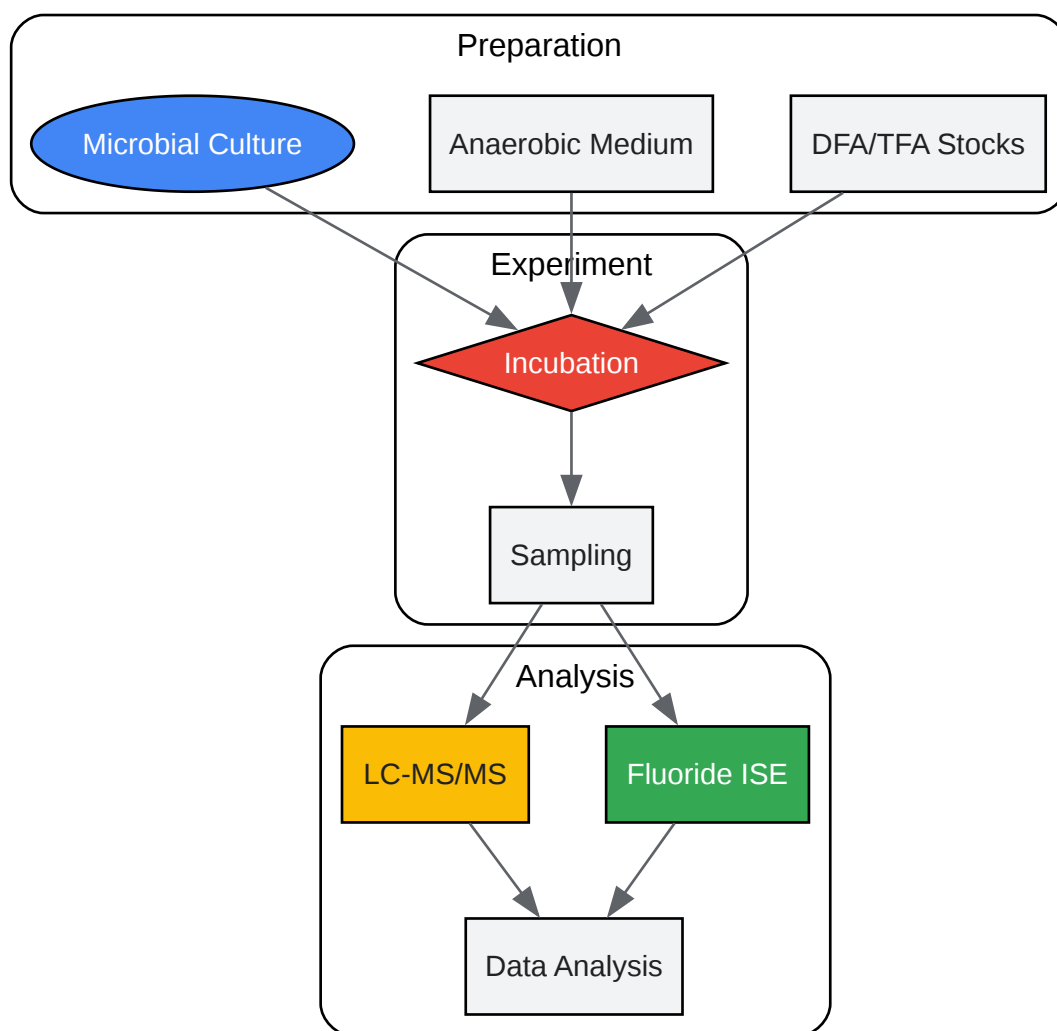 Preparation
Microbial Culture
Anaerobic Medium
DFA/TFA Stocks
Experiment
Incubation
Sampling
Analysis
LC-MS/MS
Fluoride ISE
Data Analysis